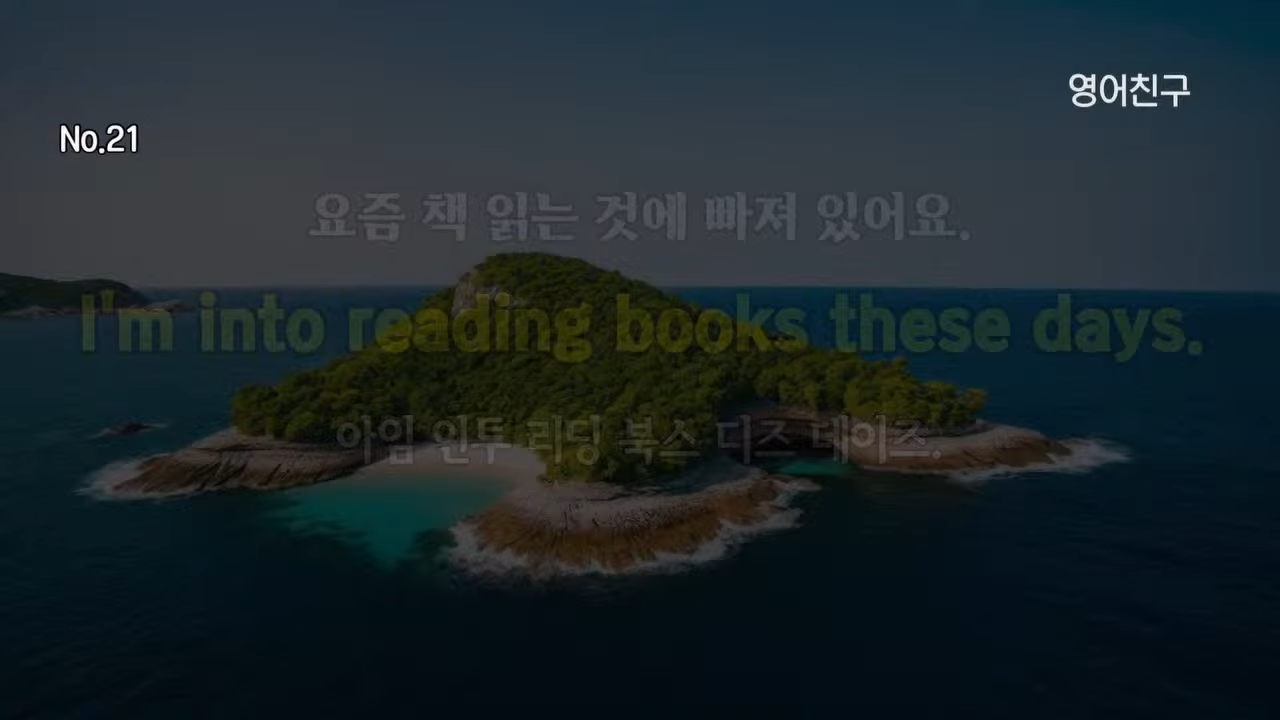 영어친구
No.21
요즘 책 읽는 것에 빠져 있어요.
I'm into reading books these days.
아임 인투 리딩 북스 디즈 데이즈.